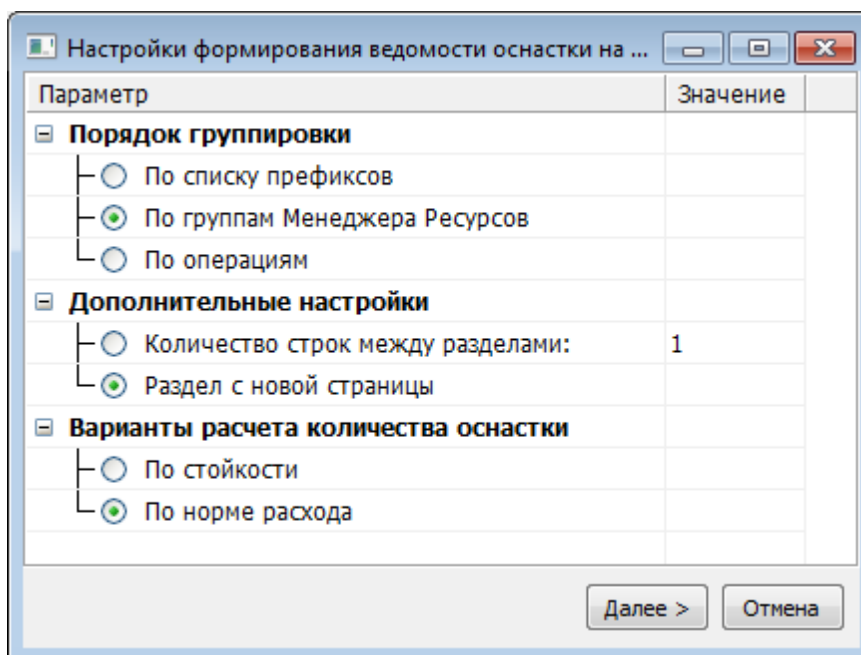 Настройки формирования ведомости оснастки на ...
Параметр Значение
Порядок группировки
По списку префиксов
По группам Менеджера Ресурсов
По операциям
Дополнительные настройки
Количество строк между разделами: 1
Раздел с новой страницы
Варианты расчета количества оснастки
По стойкости
По норме расхода
Далее > Отмена